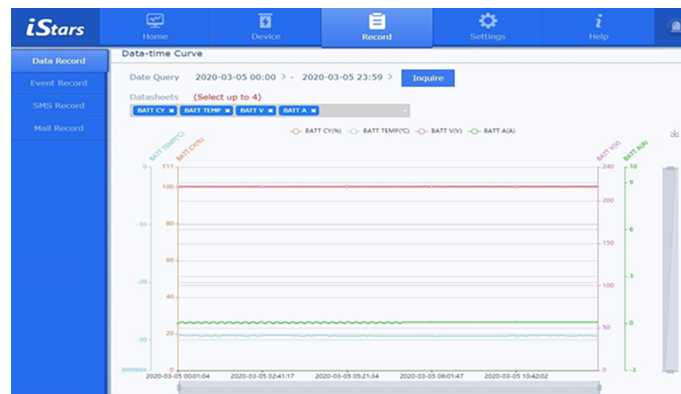 iStars
Home
Device
Record
Settings
Help
Data Record
Event Record
SMS Record
Mail Record
Data-time Curve
Date Query 2020-03-05 00:00 > - 2020-03-05 23:59 > Inquire
Datasheets (Select up to 4)
BATT CY × BATT TEMP × BATT V × BATT A ×
BATT CY(%) BATT TEMP(°C) BATT V(V) BATT A(A)
BATT TEMP(°C) BATT CY(%) BATT V(V) BATT A(A)
0 111 240 10
100 9
200
-10 80 6
150
60
-20 100 3
40
50 0
-30 20
0 0 -3
2020-03-05 00:01:04 2020-03-05 02:41:17 2020-03-05 05:21:34 2020-03-05 08:01:47 2020-03-05 10:42:02